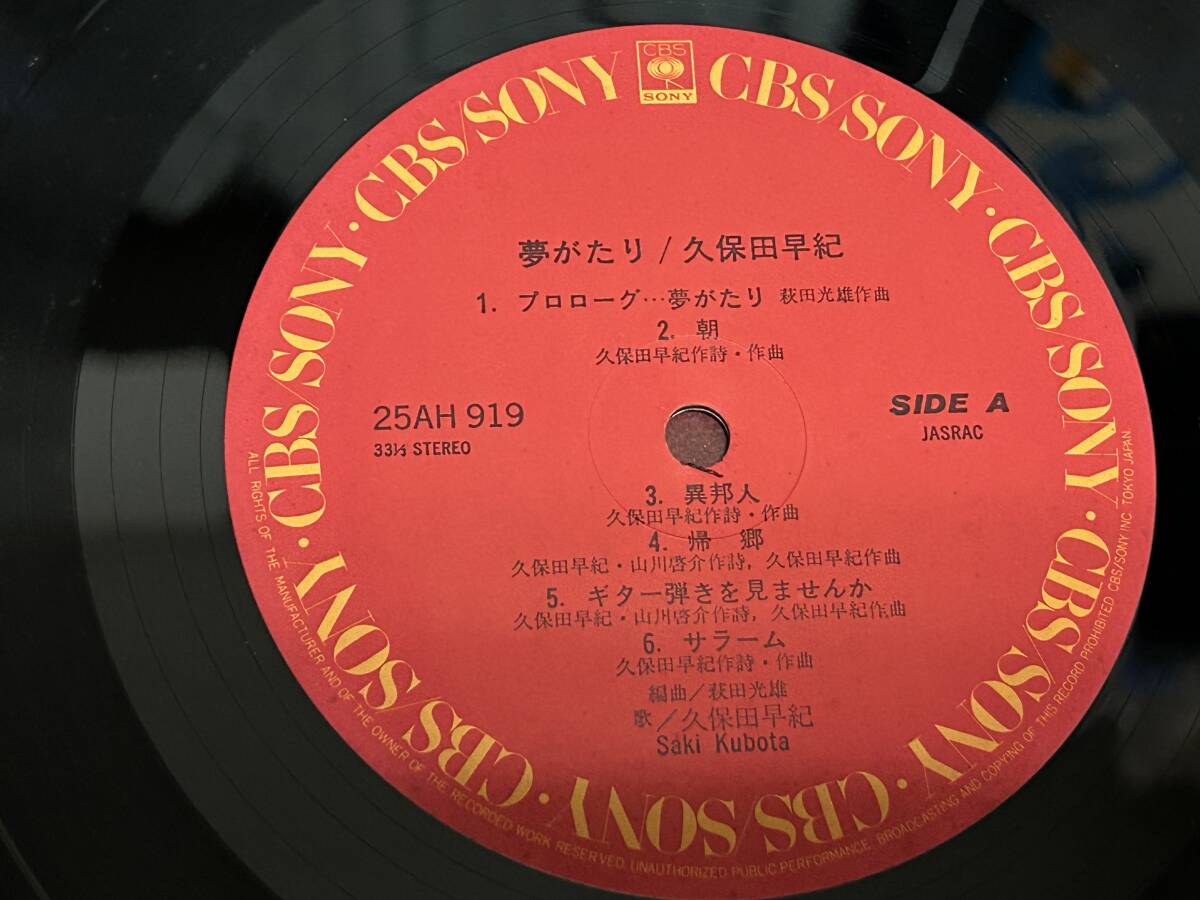 CBS
SONY
CBS/SONY · CBS/SONY · CBS/SONY · CBS/SONY · CBS/SONY · CBS/SONY · CBS/SONY · CBS/SONY
夢がたり / 久保田早紀
1. プロローグ…夢がたり 萩田光雄作曲
2. 朝
久保田早紀作詩・作曲
25AH 919
33⅓ STEREO
SIDE A
JASRAC
3. 異邦人
久保田早紀作詩・作曲
4. 帰郷
久保田早紀・山川啓介作詩, 久保田早紀作曲
5. ギター弾きを見ませんか
久保田早紀・山川啓介作詩, 久保田早紀作曲
6. サラーム
久保田早紀作詩・作曲
編曲/萩田光雄
歌/久保田早紀
Saki Kubota
ALL RIGHTS OF THE MANUFACTURER AND OF THE OWNER OF THE RECORDED WORK RESERVED. UNAUTHORIZED PUBLIC PERFORMANCE, BROADCASTING AND COPYING OF THIS RECORD PROHIBITED CBS/SONY INC. TOKYO JAPAN.